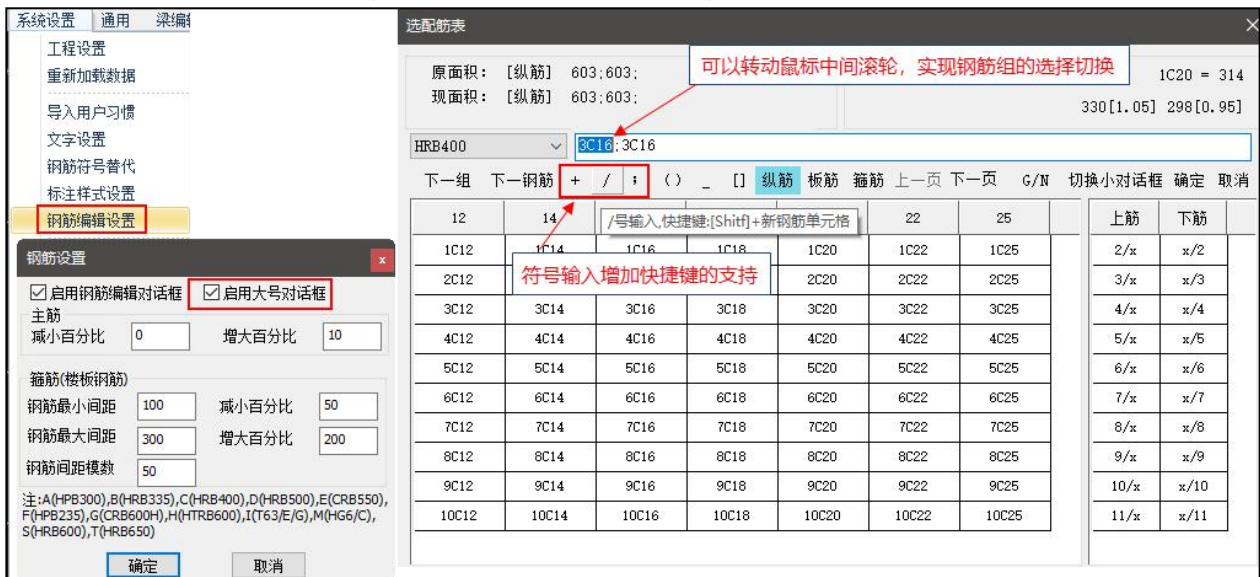 系统设置 通用 梁编辑
工程设置
重新加载数据
导入用户习惯
文字设置
钢筋符号替代
标注样式设置
钢筋编辑设置
钢筋设置 x
启用钢筋编辑对话框 启用大号对话框
主筋
减小百分比 0 增大百分比 10
箍筋(楼板钢筋)
钢筋最小间距 100 减小百分比 50
钢筋最大间距 300 增大百分比 200
钢筋间距模数 50
注:A(HPB300),B(HRB335),C(HRB400),D(HRB500),E(CRB550),
F(HPB235),G(CRB600H),H(HTRB600),I(T63/E/G),M(HG6/C),
S(HRB600),T(HRB650)
确定 取消
选配筋表
原面积: [纵筋] 603;603;
现面积: [纵筋] 603;603;
可以转动鼠标中间滚轮，实现钢筋组的选择切换
1C20 = 314
330[1.05] 298[0.95]
HRB400 3C16;3C16
下一组 下一钢筋 + / ; () _ [] 纵筋 板筋 箍筋 上一页 下一页 G/N 切换小对话框 确定 取消
/号输入,快捷键:[Shitf]+新钢筋单元格
符号输入增加快捷键的支持
12 14 22 25 上筋 下筋
1C12 1C14 1C16 1C18 1C20 1C22 1C25 2/x x/2
2C12 2C20 2C22 2C25 3/x x/3
3C12 3C14 3C16 3C18 3C20 3C22 3C25 4/x x/4
4C12 4C14 4C16 4C18 4C20 4C22 4C25 5/x x/5
5C12 5C14 5C16 5C18 5C20 5C22 5C25 6/x x/6
6C12 6C14 6C16 6C18 6C20 6C22 6C25 7/x x/7
7C12 7C14 7C16 7C18 7C20 7C22 7C25 8/x x/8
8C12 8C14 8C16 8C18 8C20 8C22 8C25 9/x x/9
9C12 9C14 9C16 9C18 9C20 9C22 9C25 10/x x/10
10C12 10C14 10C16 10C18 10C20 10C22 10C25 11/x x/11